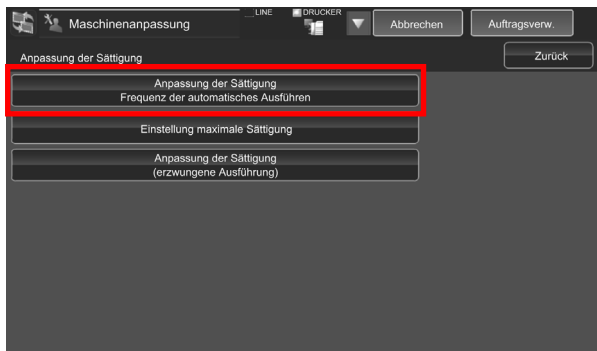 LINE
DRUCKER
Maschinenanpassung
Abbrechen
Auftragsverw.
Anpassung der Sättigung
Zurück
Anpassung der Sättigung
Frequenz der automatisches Ausführen
Einstellung maximale Sättigung
Anpassung der Sättigung
(erzwungene Ausführung)